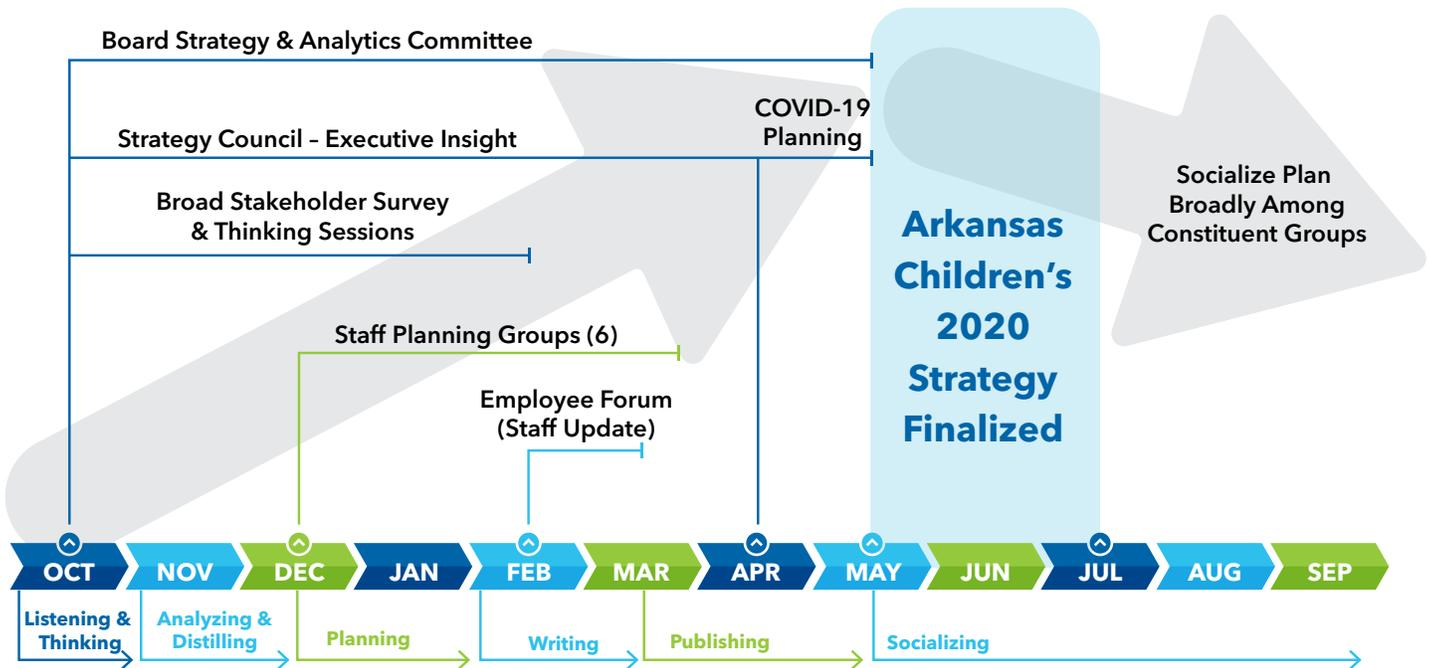 Board Strategy & Analytics Committee
COVID-19
Planning
Strategy Council – Executive Insight
Broad Stakeholder Survey
& Thinking Sessions
Socialize Plan
Broadly Among
Constituent Groups
Arkansas
Children’s
2020
Strategy
Finalized
Staff Planning Groups (6)
Employee Forum
(Staff Update)
OCT NOV DEC JAN FEB MAR APR MAY JUN JUL AUG SEP
Listening &
Thinking
Analyzing &
Distilling
Planning
Writing
Publishing
Socializing